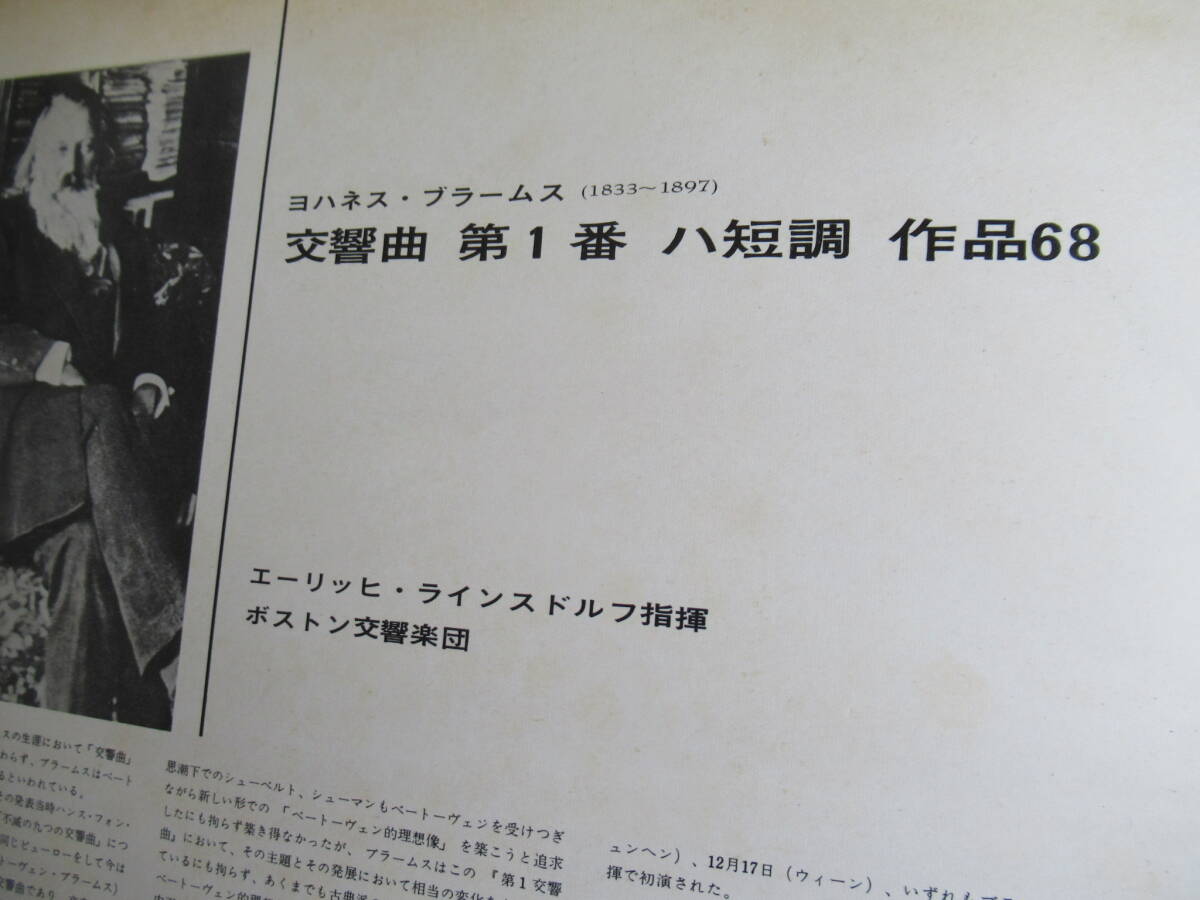 ヨハネス・ブラームス (1833~1897)
交響曲 第1番 ハ短調 作品68
エーリッヒ・ラインスドルフ指揮
ボストン交響楽団
スの生涯において「交響曲」
わらず、ブラームスはベート
るといわれている。
その発表当時ハンス・フォン・
「不滅の九つの交響曲」につ
同じビューローをして今は
トーヴェン・ブラームス)
交響曲であり
思潮下でのシューベルト、シューマンもベートーヴェンを受けつぎ
ながら新しい形での「ベートーヴェン的理想像」を築こうと追求
したにも拘らず築き得なかったが、ブラームスはこの『第1交響
曲』において、その主題とその発展において相当の変化を
ているにも拘らず、あくまでも古典派の
ベートーヴェン的理想
ュンヘン)、12月17日(ウィーン)、いずれもブラ
揮で初演された。